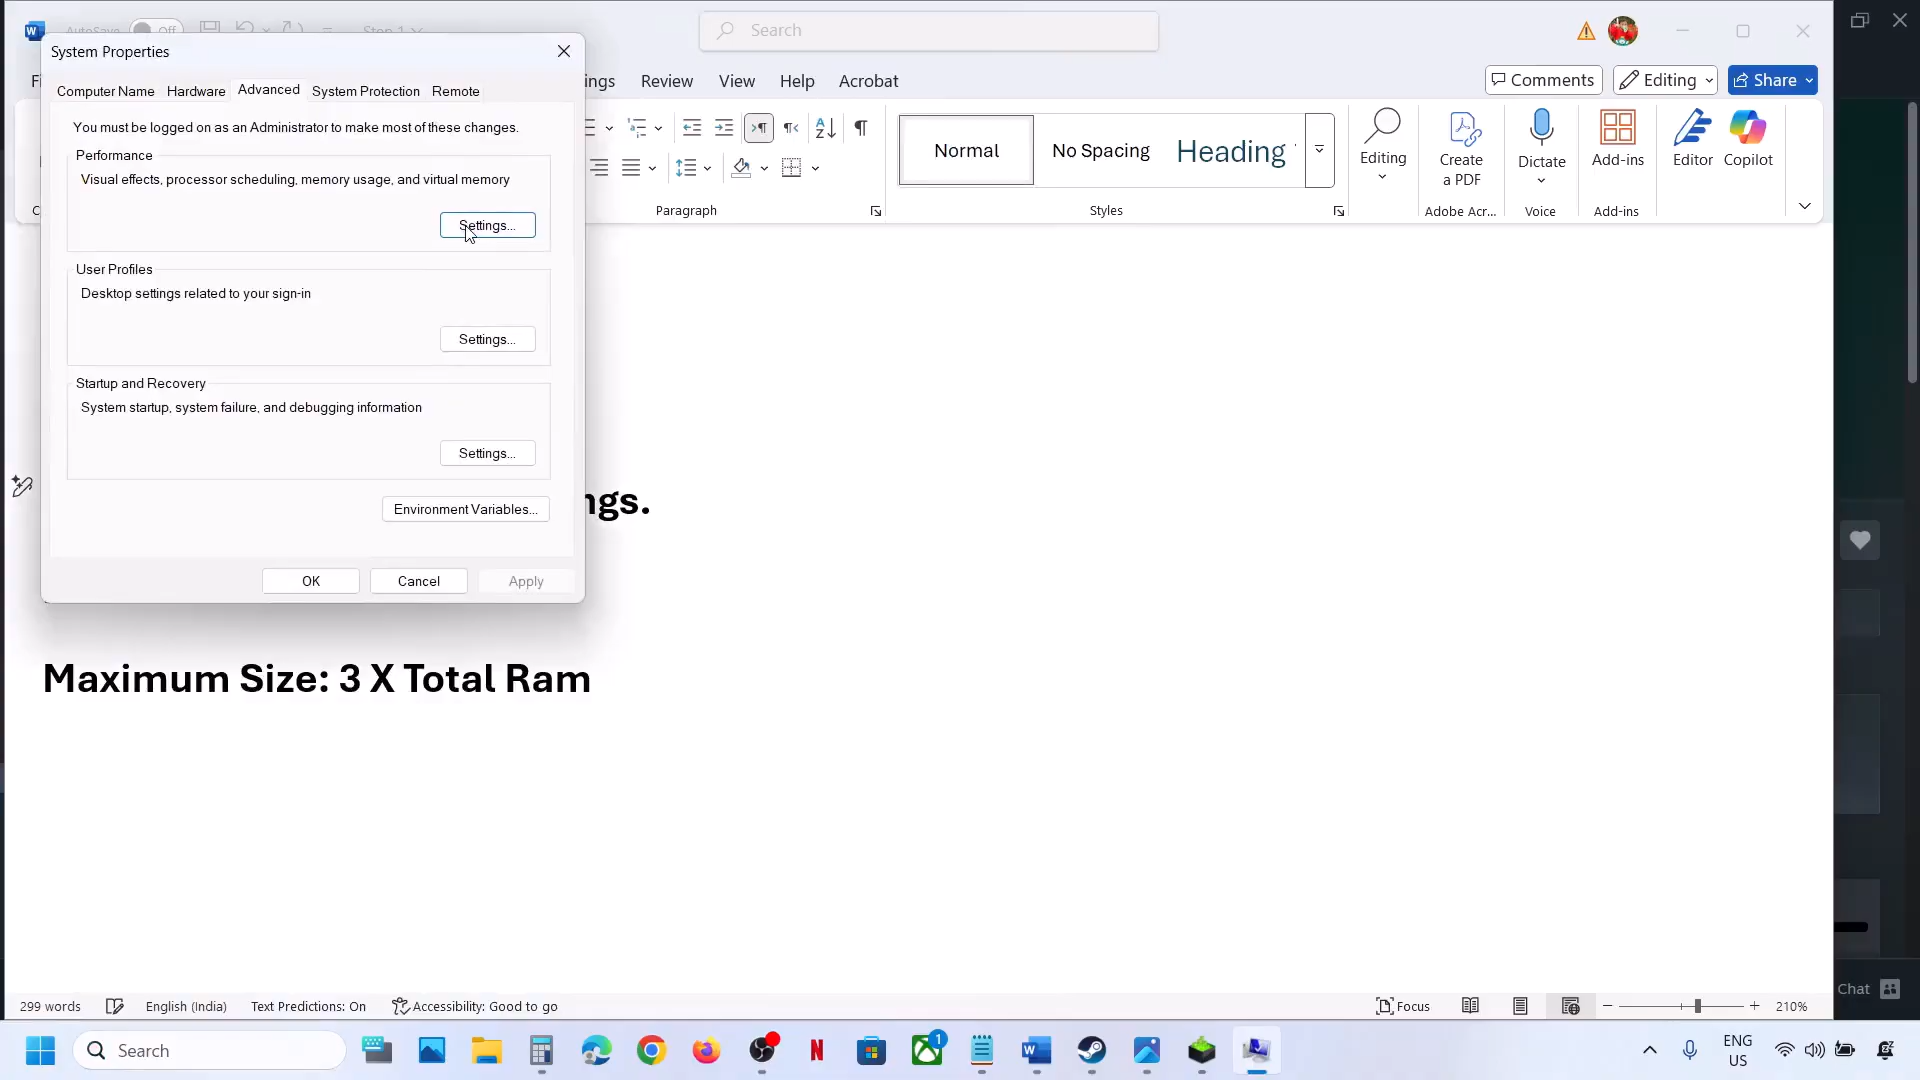 AutoSave Off Step 1
Search
System Properties
Computer Name Hardware Advanced System Protection Remote
You must be logged on as an Administrator to make most of these changes.
Performance
Visual effects, processor scheduling, memory usage, and virtual memory
Settings...
User Profiles
Desktop settings related to your sign-in
Settings...
Startup and Recovery
System startup, system failure, and debugging information
Settings...
Environment Variables...
OK Cancel Apply
Review View Help Acrobat
Comments Editing Share
Normal No Spacing Heading
Editing Create Dictate Add-ins Editor Copilot
a PDF
Paragraph Styles Adobe Acr... Voice Add-ins
ngs.
Maximum Size: 3 X Total Ram
299 words English (India) Text Predictions: On Accessibility: Good to go Focus 210%
Chat
Search
1
ENG
US